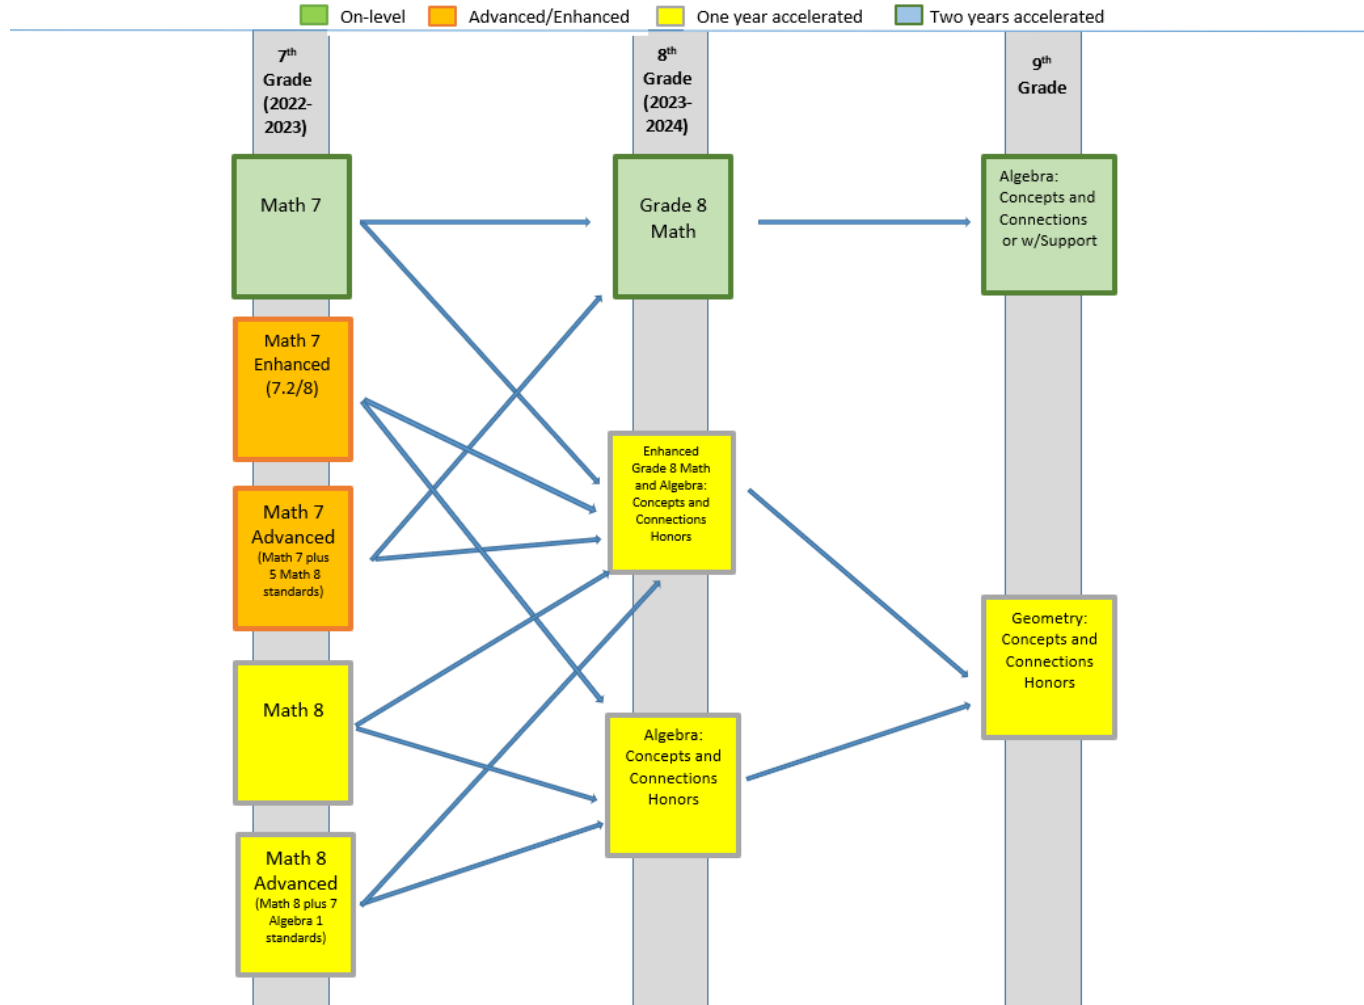 On-level
Advanced/Enhanced
One year accelerated
Two years accelerated
7th
Grade
(2022-
2023)
8th
Grade
(2023-
2024)
9th
Grade
Math 7
Grade 8
Math
Algebra:
Concepts and
Connections
or w/Support
Math 7
Enhanced
(7.2/8)
Math 7
Advanced
(Math 7 plus
5 Math 8
standards)
Enhanced
Grade 8 Math
and Algebra:
Concepts and
Connections
Honors
Geometry:
Concepts and
Connections
Honors
Math 8
Algebra:
Concepts and
Connections
Honors
Math 8
Advanced
(Math 8 plus 7
Algebra 1
standards)